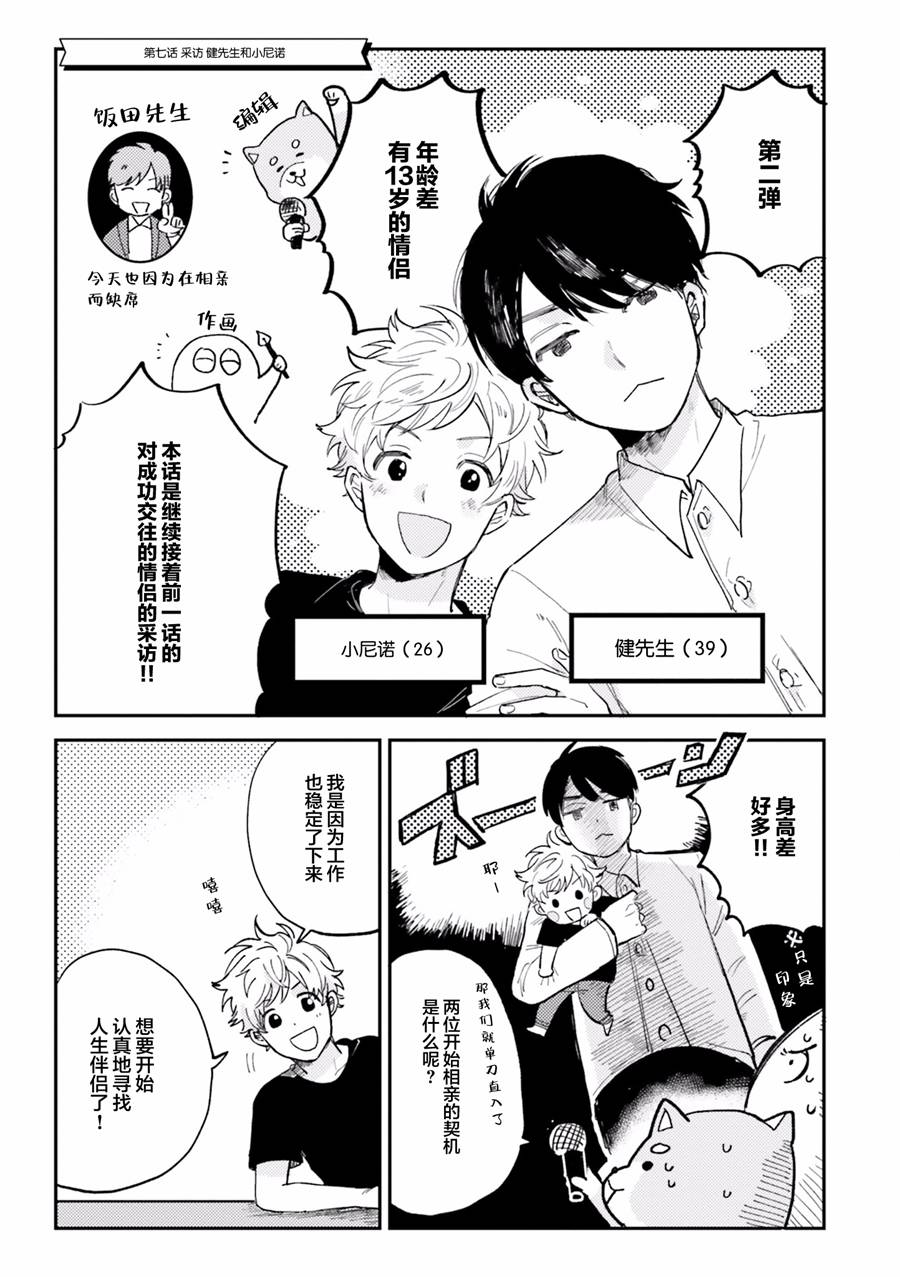 第七话 采访 健先生和小尼诺
第二弹
年龄差
有13岁的情侣
编辑
饭田先生
今天也因为在相亲
而缺席
作画
本话是继续接着前一话的
对成功交往的情侣的采访!!
健先生（39）
小尼诺（26）
身高差
好多!!
ズーーン
耶一
※只是
印象
耶我们就单刀直入了
两位开始相亲的契机
是什么呢?
我是因为工作
也稳定了下来
嘻嘻
想要开始
认真地寻找
人生伴侣了！